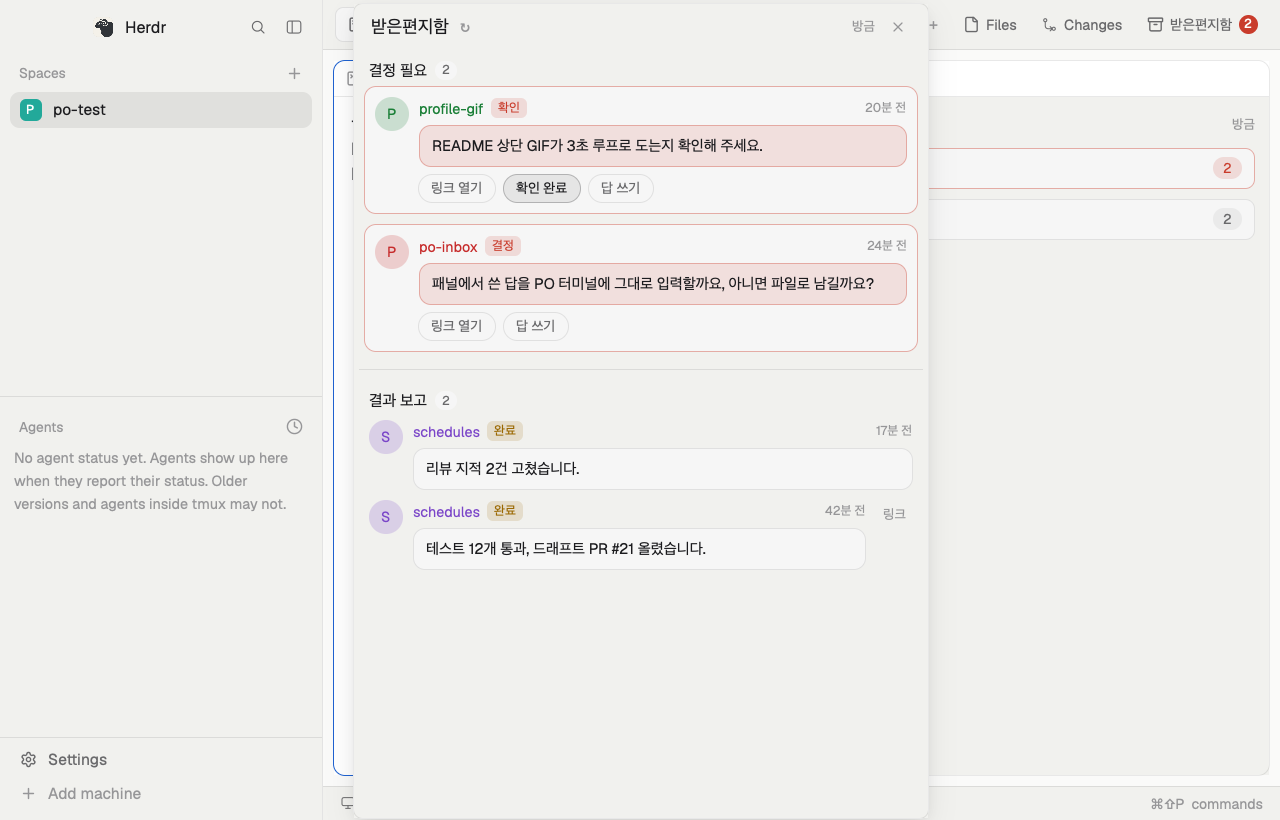 Herdr
Spaces
P po-test
Agents
No agent status yet. Agents show up here
when they report their status. Older
versions and agents inside tmux may not.
Settings
Add machine
받은편지함
방금
결정 필요 2
P profile-gif 확인 20분 전
README 상단 GIF가 3초 루프로 도는지 확인해 주세요.
링크 열기 확인 완료 답 쓰기
P po-inbox 결정 24분 전
패널에서 쓴 답을 PO 터미널에 그대로 입력할까요, 아니면 파일로 남길까요?
링크 열기 답 쓰기
결과 보고 2
S schedules 완료 17분 전
리뷰 지적 2건 고쳤습니다.
S schedules 완료 42분 전 링크
테스트 12개 통과, 드래프트 PR #21 올렸습니다.
Files Changes 받은편지함 2
방금
2
2
⌘⇧P commands